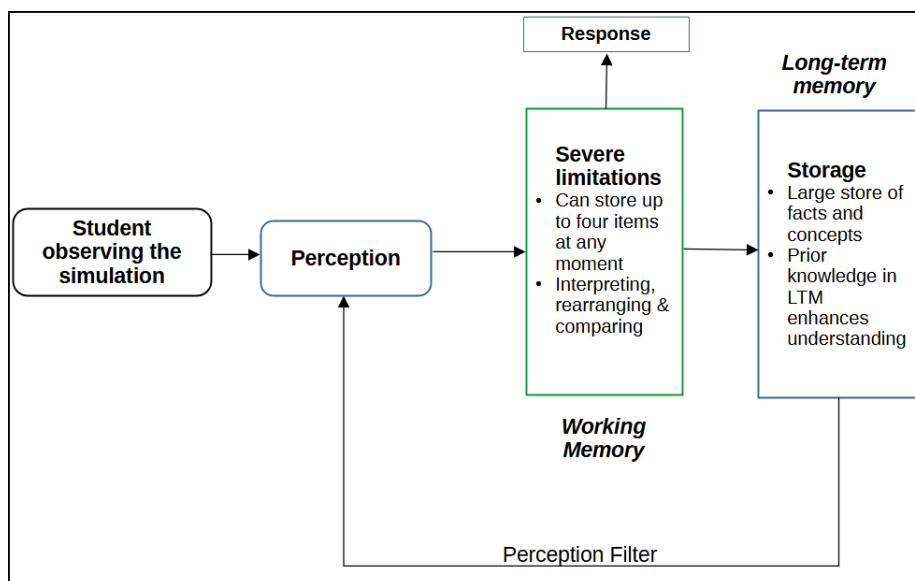 Response
Long-term
memory
Severe
limitations
• Can store up
to four items
at any
moment
• Interpreting,
rearranging &
comparing
Storage
• Large store of
facts and
concepts
• Prior
knowledge in
LTM
enhances
understanding
Student
observing the
simulation
Perception
Working
Memory
Perception Filter